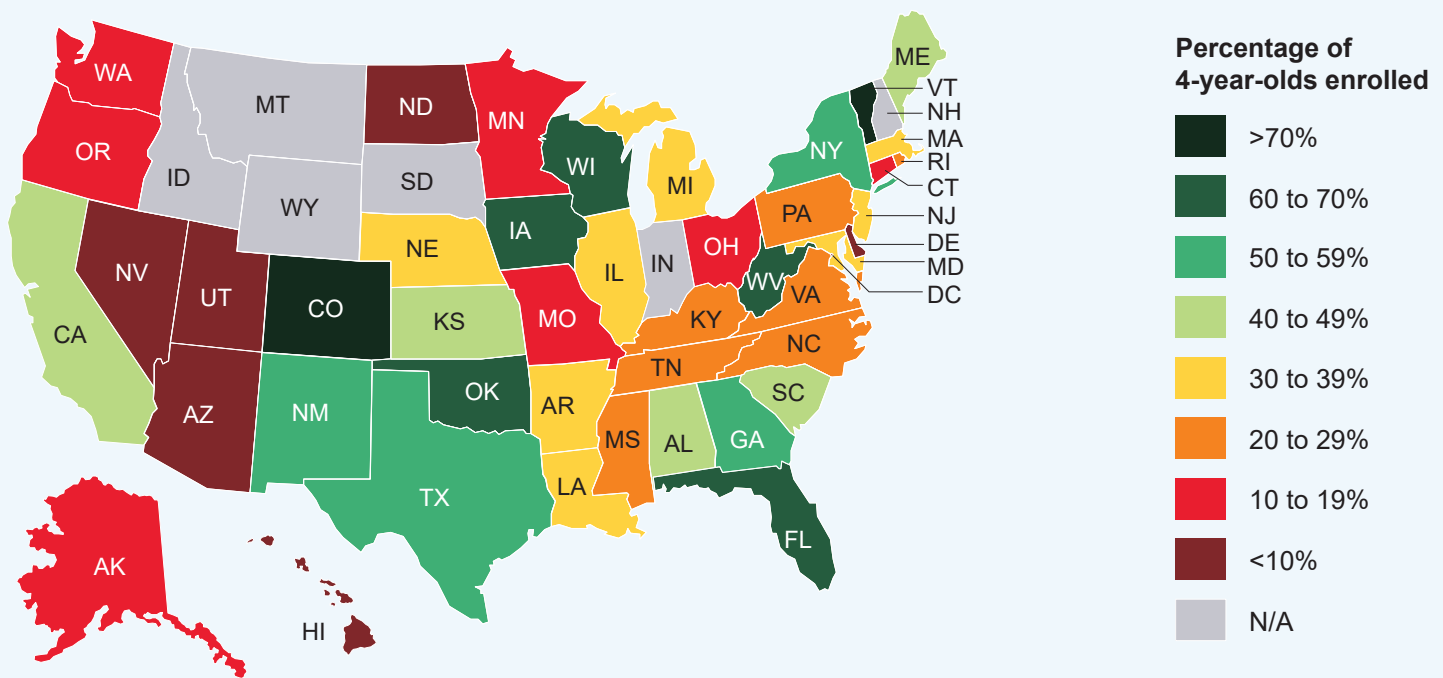 WA
MT
ND
MN
OR
ID
WY
SD
WI
MI
NY
ME
VT
NH
MA
RI
CT
NJ
DE
MD
DC
NV
UT
CO
NE
IA
IL
IN
OH
PA
WV
VA
CA
KS
MO
KY
NC
TN
SC
AZ
NM
OK
AR
MS
AL
GA
TX
LA
FL
AK
HI
Percentage of
4-year-olds enrolled
>70%
60 to 70%
50 to 59%
40 to 49%
30 to 39%
20 to 29%
10 to 19%
<10%
N/A